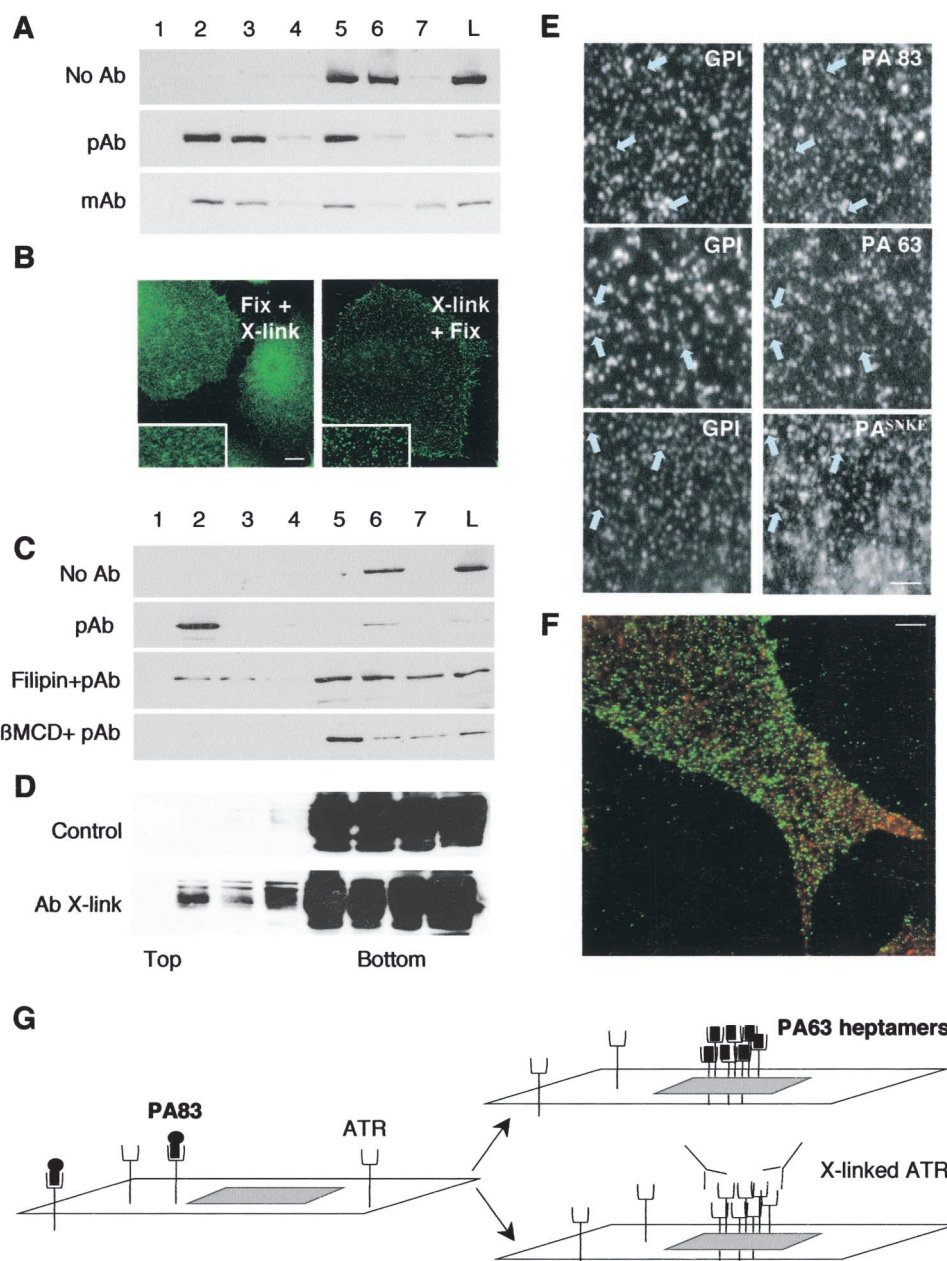 A
1 2 3 4 5 6 7 L
No Ab
pAb
mAb
B
Fix +
X-link
X-link
+ Fix
C
1 2 3 4 5 6 7 L
No Ab
pAb
Filipin+pAb
ßMCD+ pAb
D
Control
Ab X-link
Top Bottom
E
GPI PA 83
GPI PA 63
GPI PASNKE
F
G
PA83
ATR
PA63 heptamers
X-linked ATR